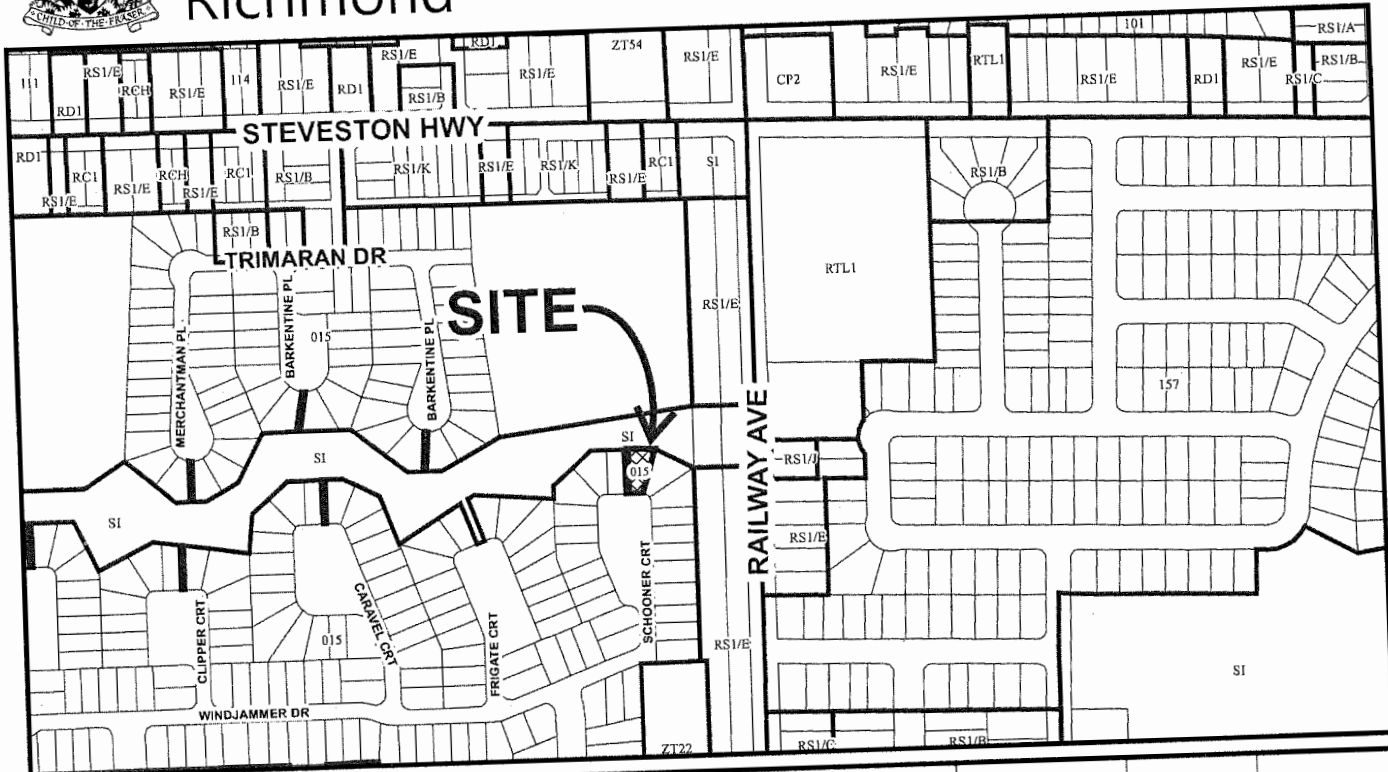 CHILD OF THE FRASER
Richmond
111
RD1
RS1/E
RCH
RS1/E
114
RS1/E
RD1
RS1/E
RS1/B
RD1
RS1/E
ZT54
RS1/E
CP2
RS1/E
RTL1
101
RS1/E
RD1
RS1/E
RS1/C
RS1/A
RS1/B
STEVESTON HWY
RD1
RS1/E
RC1
RS1/E
RCH
RS1/E
RC1
RS1/B
RS1/K
RS1/E
RS1/K
RS1/E
RC1
S1
RS1/B
RS1/B
TRIMARAN DR
RTL1
SITE
RS1/E
MERCHANTMAN PL
BARKENTINE PL
015
BARKENTINE PL
157
RAILWAY AVE
SI
SI
015
RS1/J
SI
RS1/E
CLIPPER CRT
CARAVEL CRT
015
FRIGATE CRT
SCHOONER CRT
RS1/E
SI
WINDJAMMER DR
ZT22
RS1/C
RS1/B